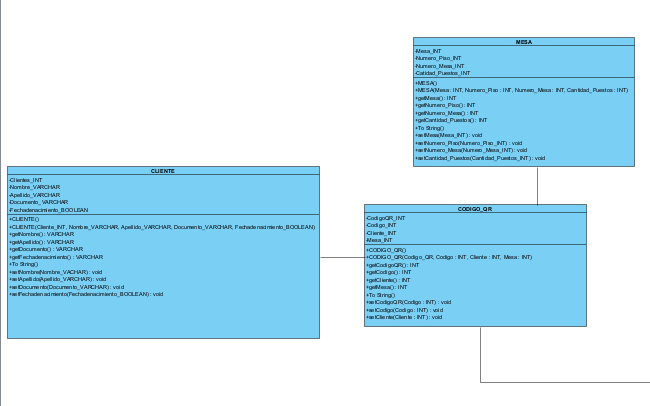 MESA
-Mesa_INT
-Numero_Piso_INT
-Numero_Mesa_INT
-Catidad_Puestos_INT
+MESA()
+MESA(Mesa : INT, Numero_Piso : INT, Numero_Mesa : INT, Cantidad_Puestos : INT)
+getMesa() : INT
+getNumero_Piso() : INT
+getNumero_Mesa() : INT
+getCantidad_Puestos() : INT
+To String()
+setMesa(Mesa_INT) : void
+setNumero_Piso(Numero_Piso_INT) : void
+setNumero_Mesa(Numero_Mesa_INT) : void
+setCantidad_Puestos(Cantidad_Puestos_INT) : void
CLIENTE
-Clientes_INT
-Nombre_VARCHAR
-Apellido_VARCHAR
-Documento_VARCHAR
-Fechadenacimiento_BOOLEAN
+CLIENTE()
+CLIENTE(Cliente_INT, Nombre_VARCHAR, Apellido_VARCHAR, Documento_VARCHAR, Fechadenacimiento_BOOLEAN)
+getNombre() : VARCHAR
+getApellido() : VARCHAR
+getDocumento() : VARCHAR
+getFechadenacimiento() : VARCHAR
+To String()
+setNombre(Nombre_VACHAR) : void
+setApellido(Apellido_VARCHAR) : void
+setDocumento(Documento_VARCHAR) : void
+setFechadenacimiento(Fechadenacimiento_BOOLEAN) : void
CODIGO_QR
-CodigoQR_INT
-Codigo_INT
-Cliente_INT
-Mesa_INT
+CODIGO_QR()
+CODIGO_QR(Codigo_QR, Codigo : INT, Cliente : INT, Mesa : INT)
+getCodigoQR() : INT
+getCodigo() : INT
+getCliente() : INT
+getMesa() : INT
+To String()
+setCodigoQR(Codigo : INT) : void
+setCodigo(Codigo : INT) : void
+setCliente(Cliente : INT) : void